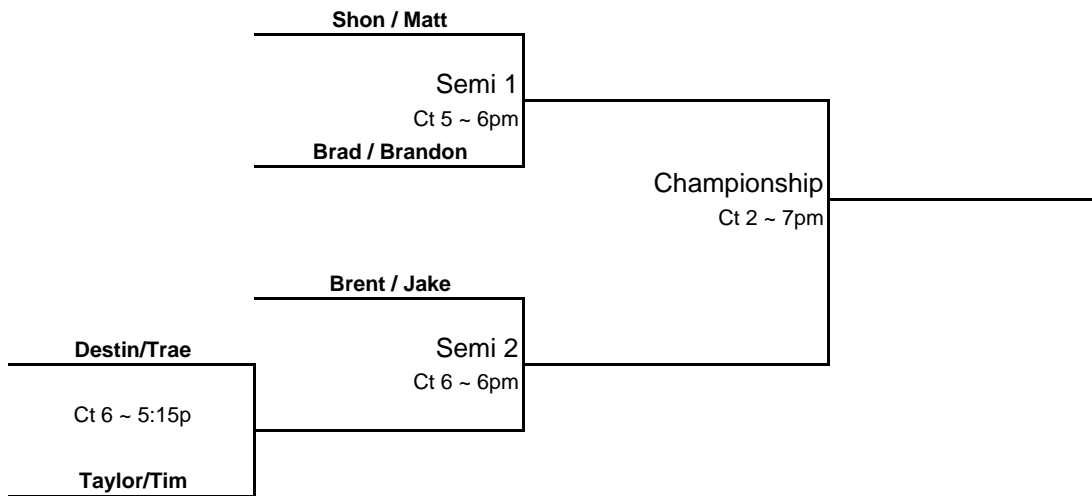 Shon / Matt
Semi 1
Ct 5 ~ 6pm
Brad / Brandon
Championship
Ct 2 ~ 7pm
Brent / Jake
Destin/Trae
Semi 2
Ct 6 ~ 6pm
Ct 6 ~ 5:15p
Taylor/Tim